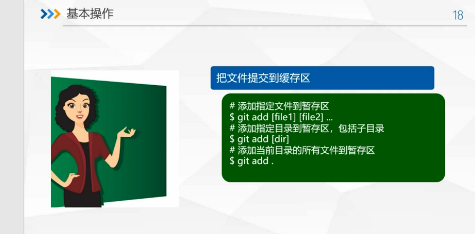 基本操作
18
把文件提交到缓存区
# 添加指定文件到暂存区
$ git add [file1] [file2] ...
# 添加指定目录到暂存区，包括子目录
$ git add [dir]
# 添加当前目录的所有文件到暂存区
$ git add .